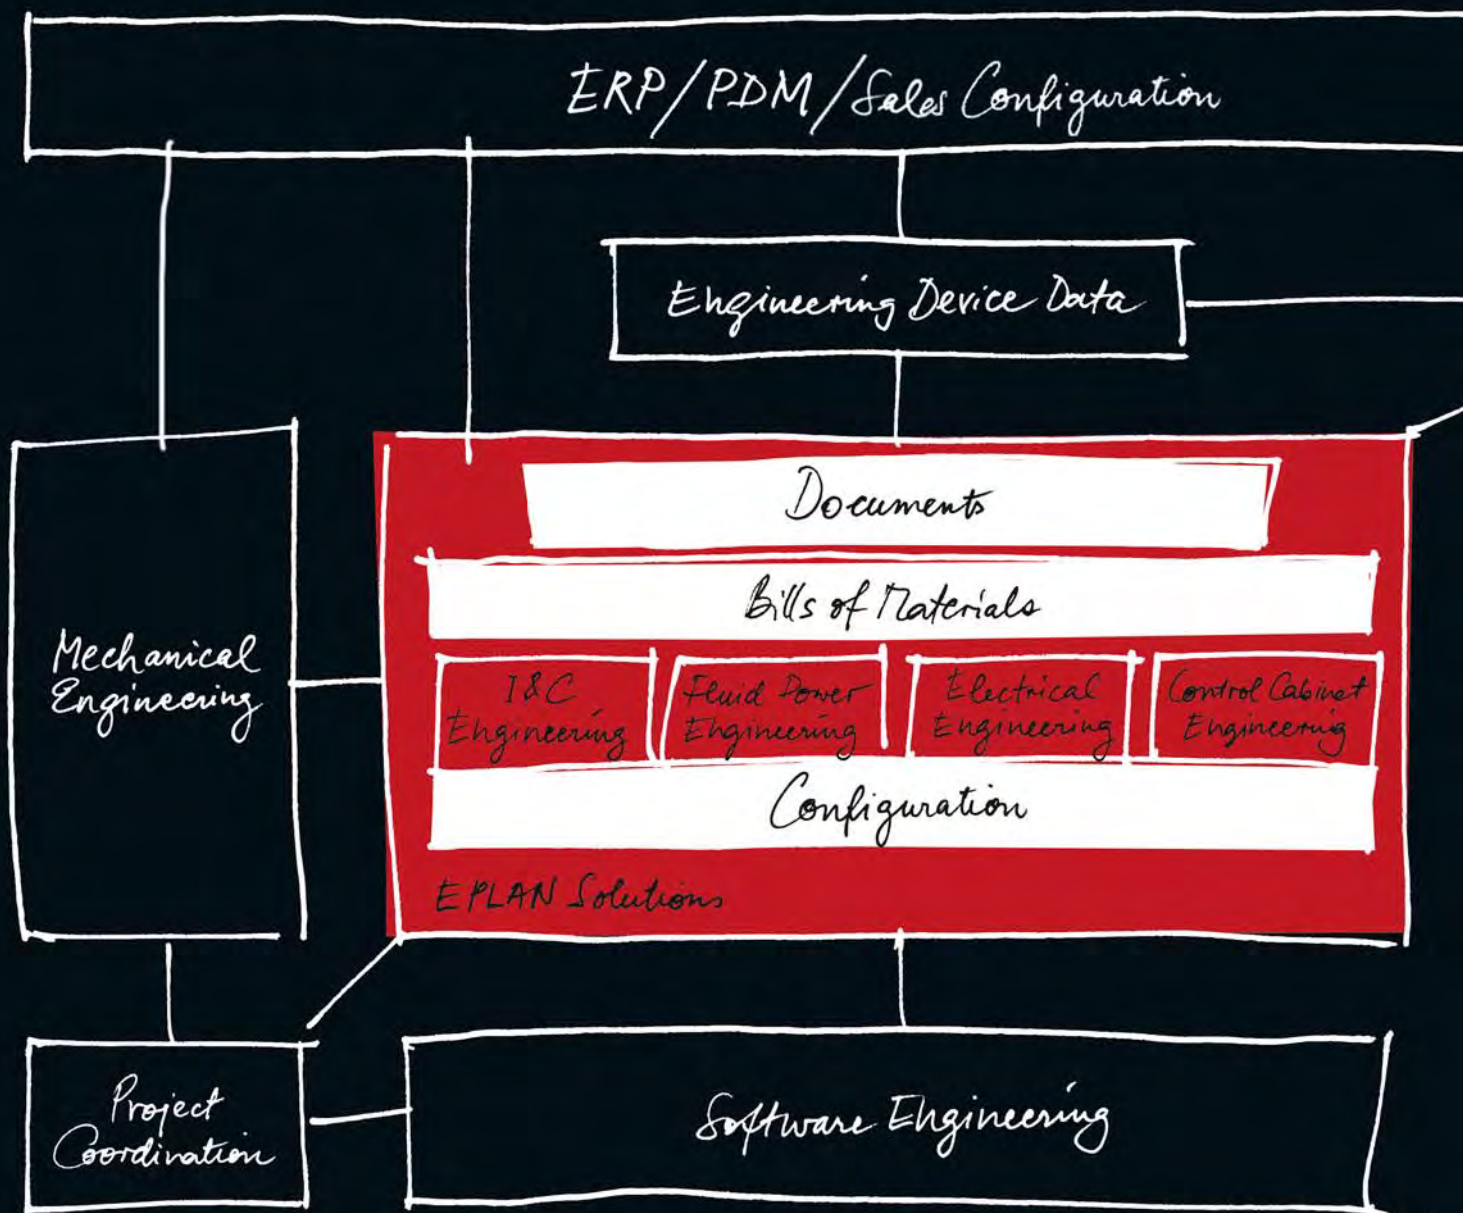 ERP/PDM/Sales Configuration
Engineering Device Data
Documents
Bills of Materials
Mechanical
Engineering
I&C
Engineering
Fluid Power
Engineering
Electrical
Engineering
Control Cabinet
Engineering
Configuration
EPLAN Solutions
Project
Coordination
Software Engineering